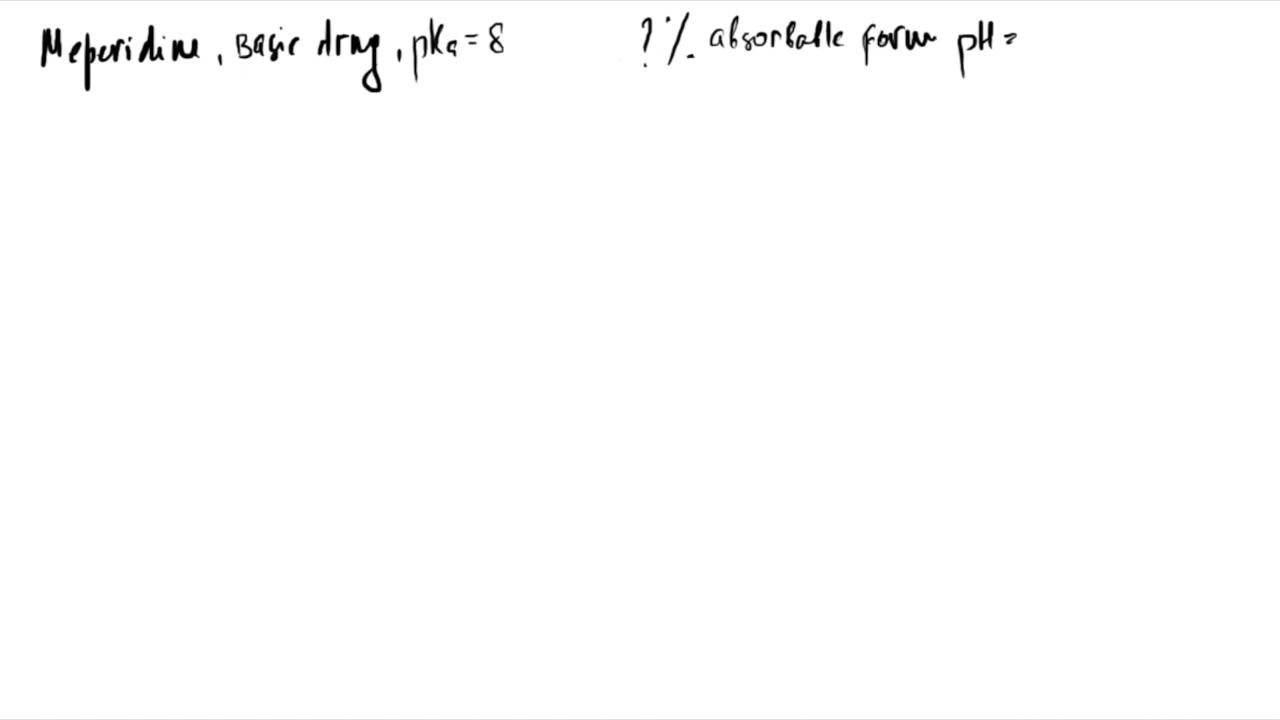 Meperidine, Basic drug, pKa = 8 ? % absorbable form pH =